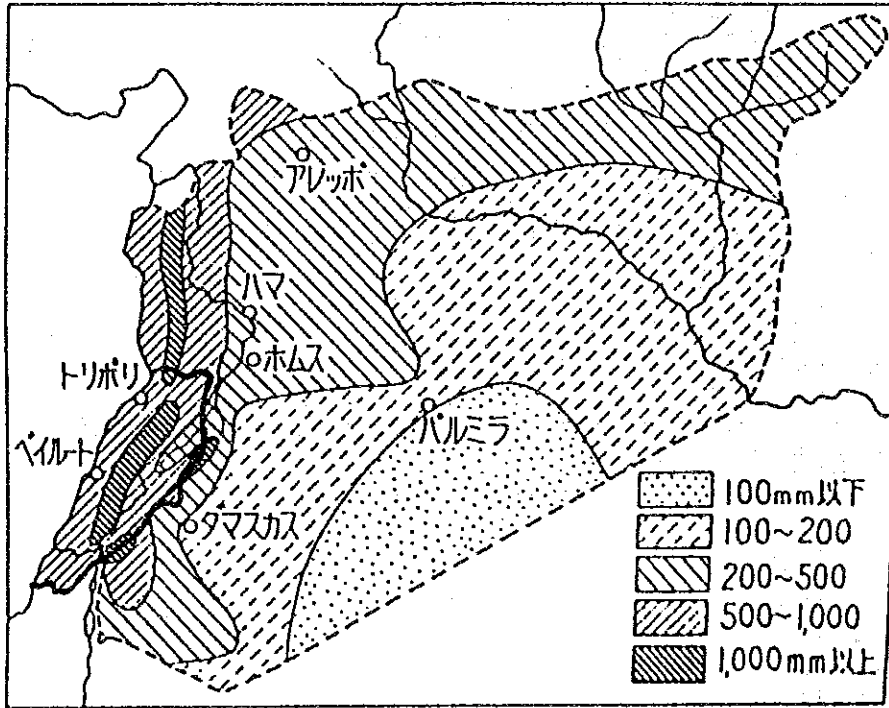 アレッポ
ハマ
ホムス
トリポリ
パルミラ
ベイルート
ダマスカス
100mm以下
100~200
200~500
500~1,000
1,000mm以上